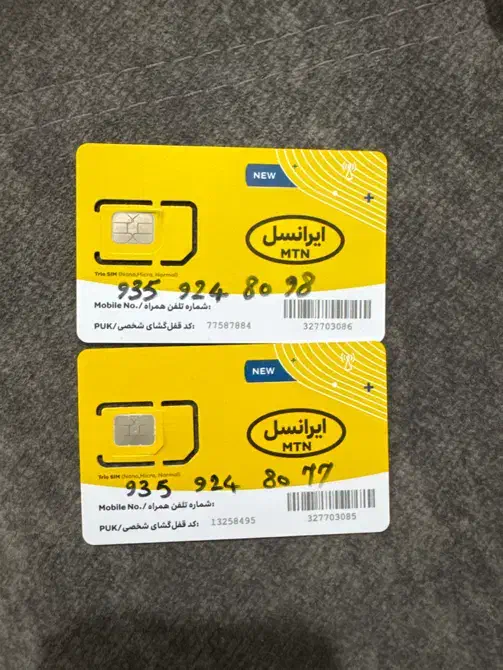 NEW
ایرانسل
MTN
Trio SIM (Nano,Micro, Normal)
935 924 80 98
Mobile No./شماره تلفن همراه:
PUK/کد قفل‌گشای شخصی: 77587884
327703086
NEW
ایرانسل
MTN
Trio SIM (Nano,Micro, Normal)
935 924 80 77
Mobile No./شماره تلفن همراه:
PUK/کد قفل‌گشای شخصی: 13258495
327703085